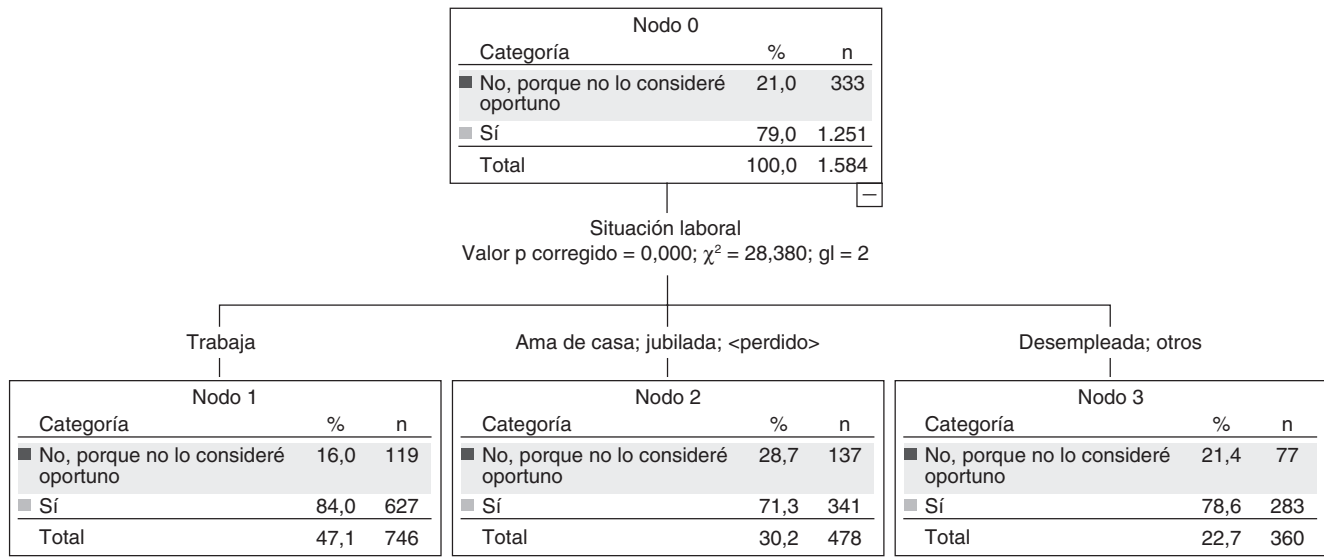 Nodo 0
Categoría % n
No, porque no lo consideré 21,0 333
oportuno
Sí 79,0 1.251
Total 100,0 1.584
Situación laboral
Valor p corregido = 0,000; χ² = 28,380; gl = 2
Trabaja
Ama de casa; jubilada; <perdido>
Desempleada; otros
Nodo 1
Categoría % n
No, porque no lo consideré 16,0 119
oportuno
Sí 84,0 627
Total 47,1 746
Nodo 2
Categoría % n
No, porque no lo consideré 28,7 137
oportuno
Sí 71,3 341
Total 30,2 478
Nodo 3
Categoría % n
No, porque no lo consideré 21,4 77
oportuno
Sí 78,6 283
Total 22,7 360